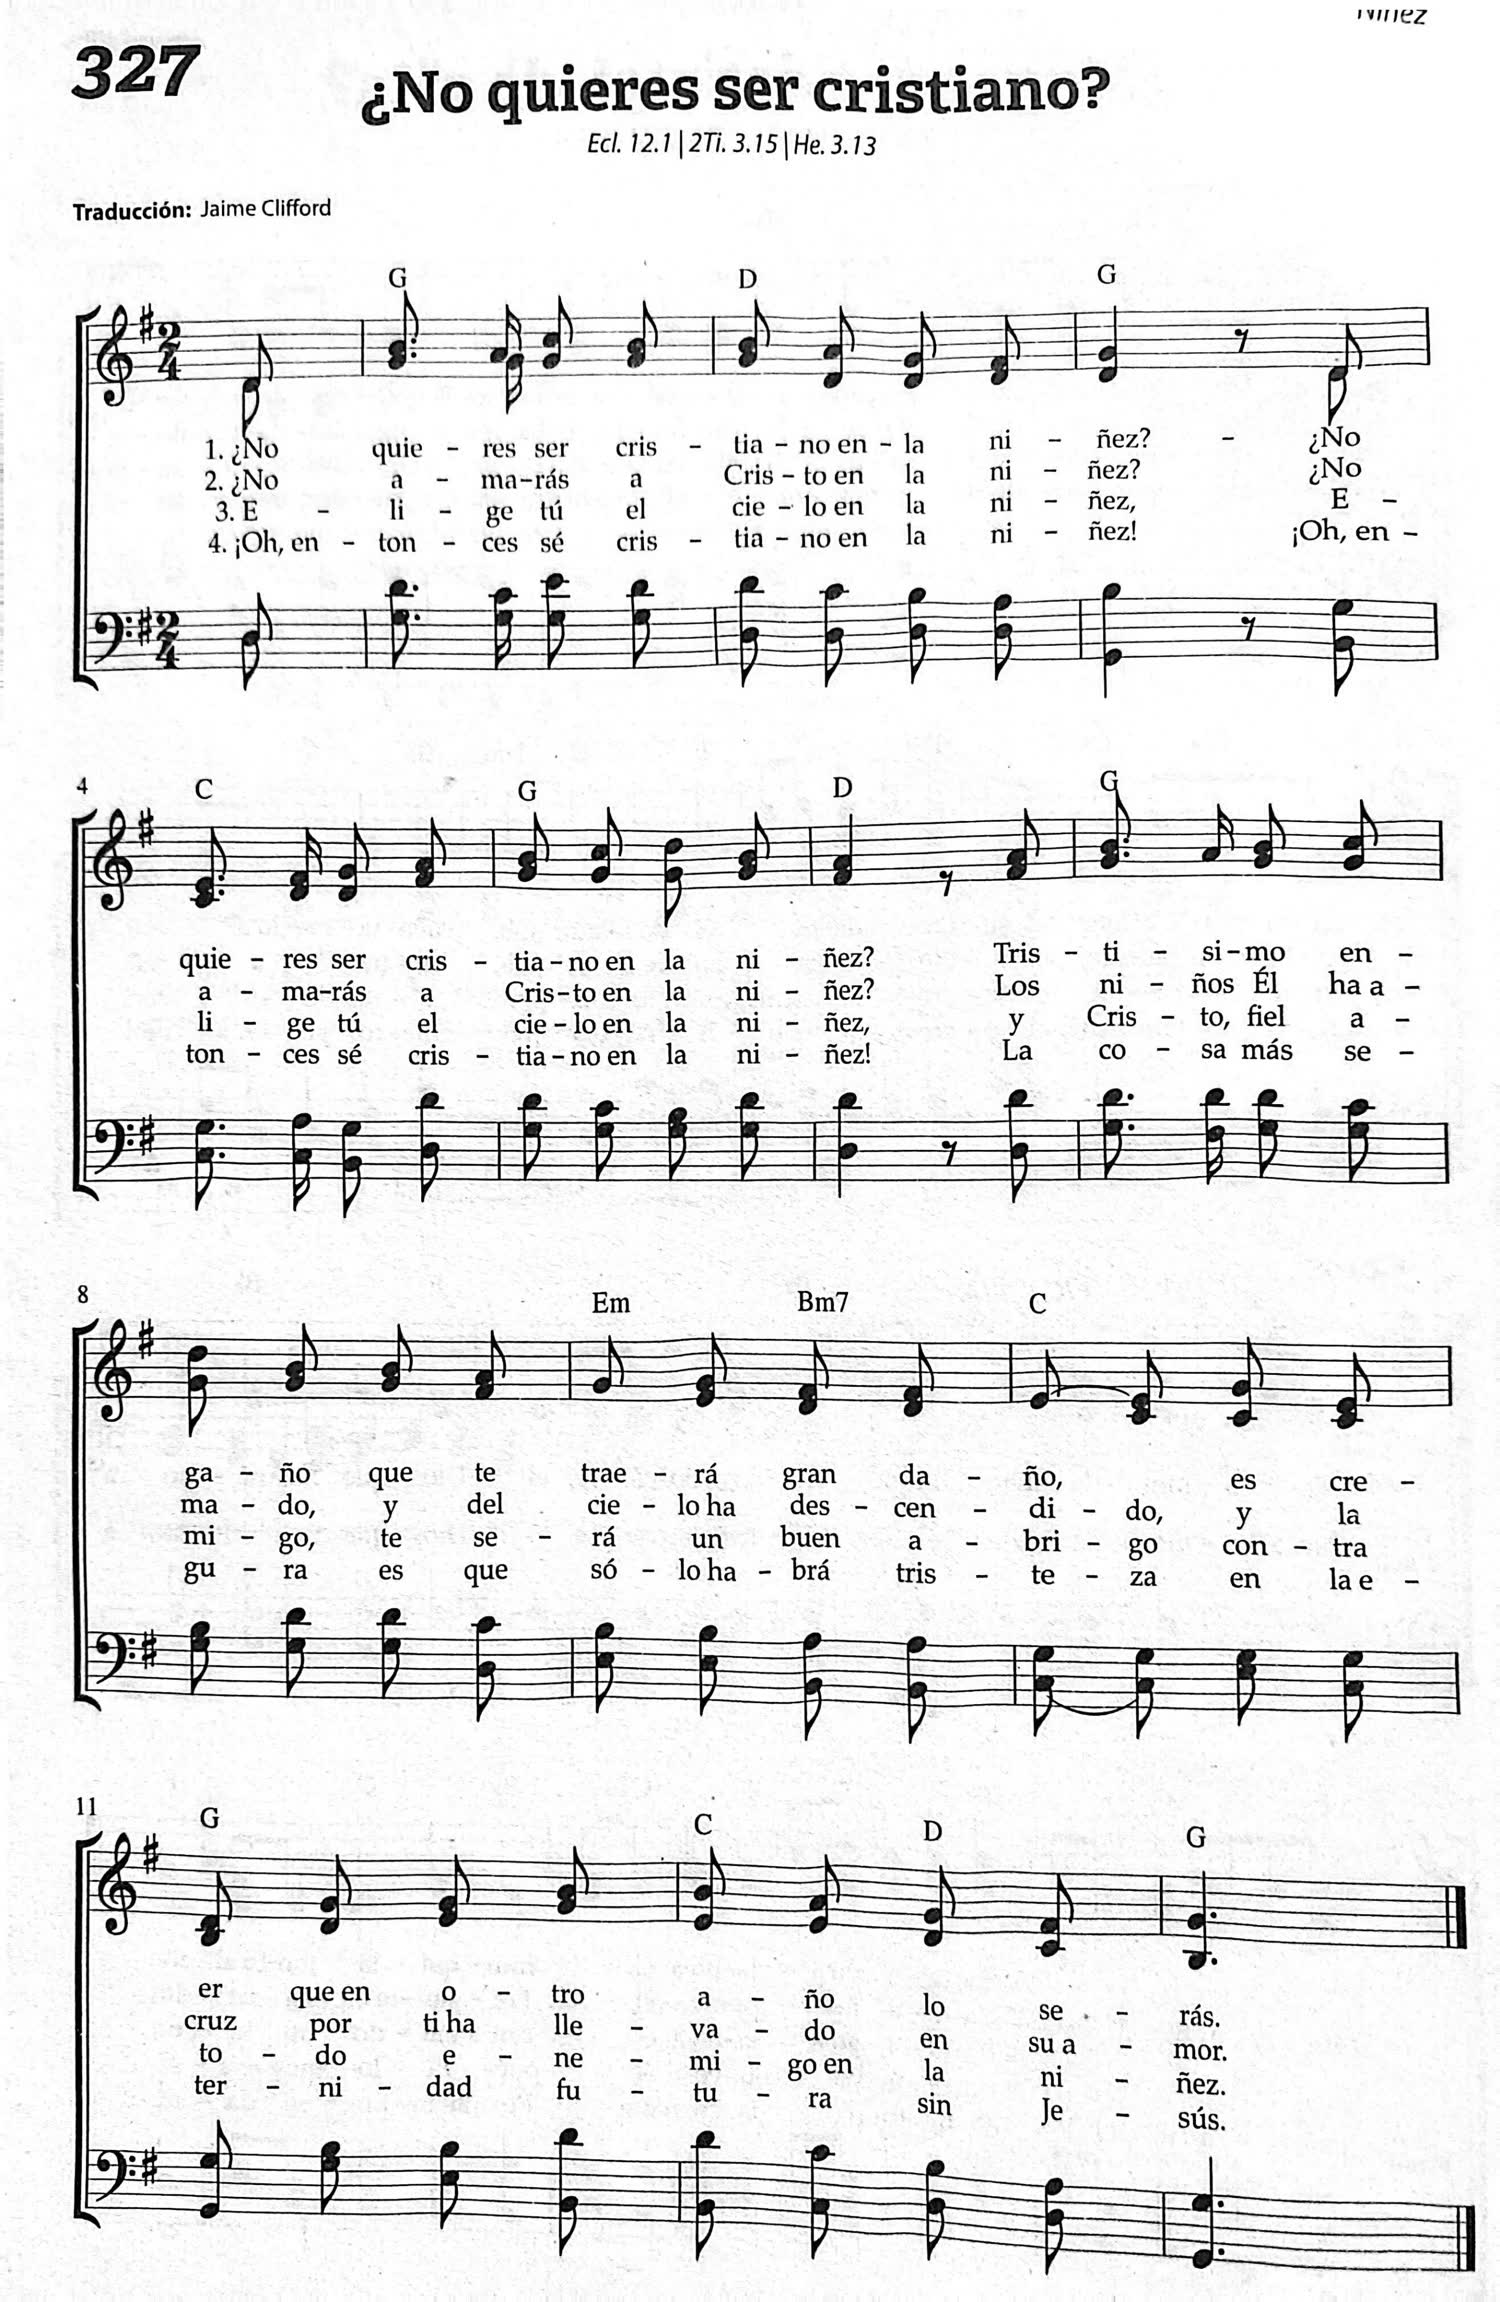 Niñez
327
¿No quieres ser cristiano?
Ecl. 12.1 | 2Ti. 3.15 | He. 3.13
Traducción: Jaime Clifford
G D G
1. ¿No quie - res ser cris - tia - no en - la ni - ñez? - ¿No
2. ¿No a - ma-rás a Cris - to en la ni - ñez? ¿No
3. E - li - ge tú el cie - lo en la ni - ñez, E -
4. ¡Oh, en - ton - ces sé cris - tia - no en la ni - ñez! ¡Oh, en -
4 C G D G
quie - res ser cris - tia - no en la ni - ñez? Tris - ti - si - mo en -
a - ma-rás a Cris - to en la ni - ñez? Los ni - ños Él ha a -
li - ge tú el cie - lo en la ni - ñez, y Cris - to, fiel a -
ton - ces sé cris - tia - no en la ni - ñez! La co - sa más se -
8 Em Bm7 C
ga - ño que te trae - rá gran da - ño, es cre -
ma - do, y del cie - lo ha des - cen - di - do, y la
mi - go, te se - rá un buen a - bri - go con - tra
gu - ra es que só - lo ha - brá tris - te - za en la e -
11 G C D G
er que en o - tro a - ño lo se - rás.
cruz por ti ha lle - va - do en su a - mor.
to - do e - ne - mi - go en la ni - ñez.
ter - ni - dad fu - tu - ra sin Je - sús.